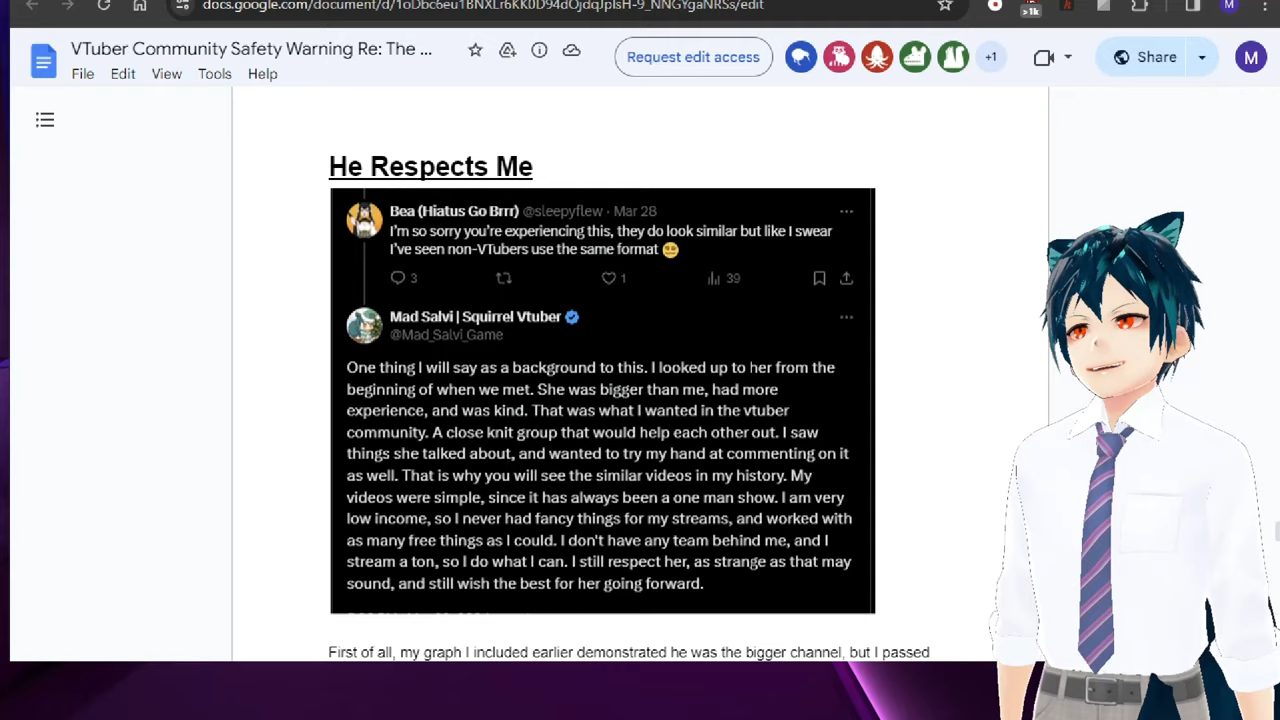 docs.google.com/document/d/1oDbc6eu1BNXLr6KK0D94dOjdqJpIsH-9_NNGYgaNRSs/edit
>1k
M
VTuber Community Safety Warning Re: The ...
Request edit access
+1
Share
M
File Edit View Tools Help
He Respects Me
Bea (Hiatus Go Brrr) @sleepyflew · Mar 28
I'm so sorry you're experiencing this, they do look similar but like I swear
I've seen non-VTubers use the same format
3 1 39
Mad Salvi | Squirrel Vtuber
@Mad_Salvi_Game
One thing I will say as a background to this. I looked up to her from the
beginning of when we met. She was bigger than me, had more
experience, and was kind. That was what I wanted in the vtuber
community. A close knit group that would help each other out. I saw
things she talked about, and wanted to try my hand at commenting on it
as well. That is why you will see the similar videos in my history. My
videos were simple, since it has always been a one man show. I am very
low income, so I never had fancy things for my streams, and worked with
as many free things as I could. I don't have any team behind me, and I
stream a ton, so I do what I can. I still respect her, as strange as that may
sound, and still wish the best for her going forward.
First of all, my graph I included earlier demonstrated he was the bigger channel, but I passed